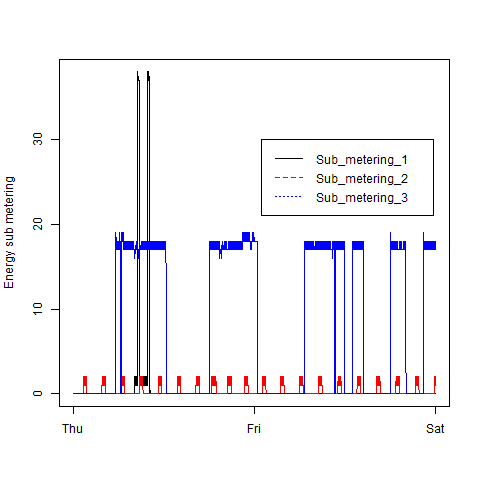 Energy sub metering
30
20
10
0
Sub_metering_1
Sub_metering_2
Sub_metering_3
Thu Fri Sat